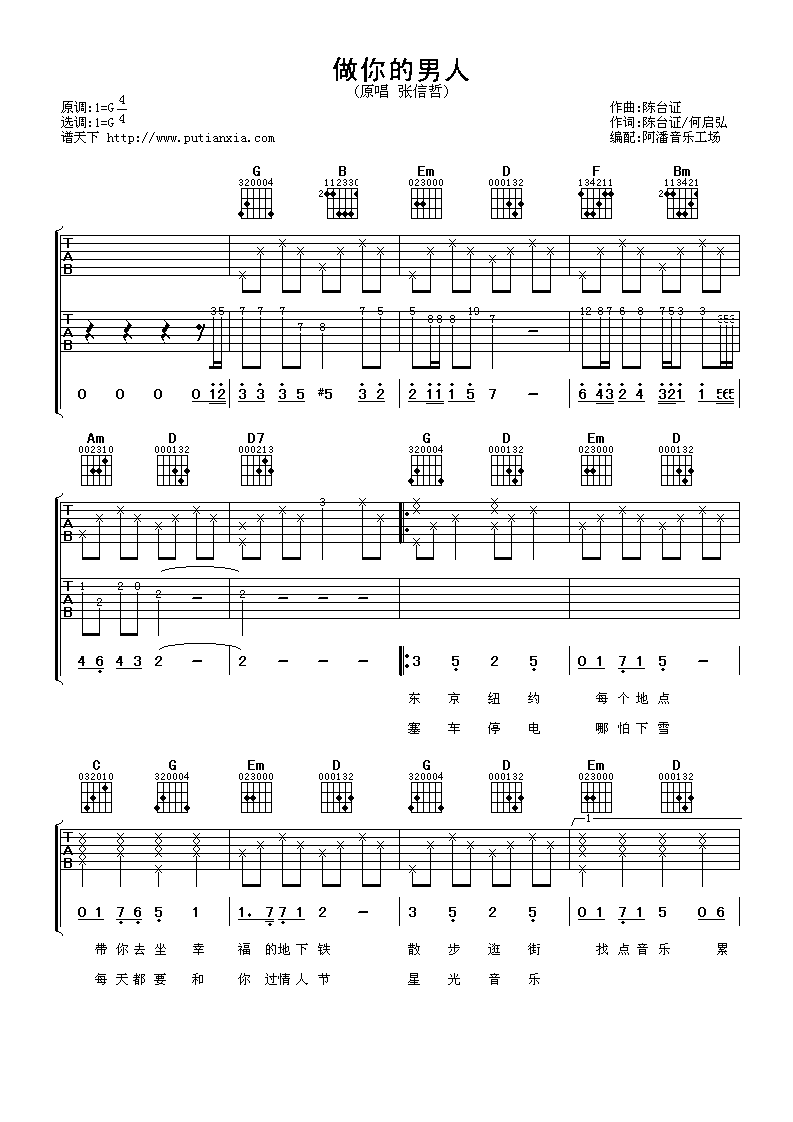 做你的男人
(原唱 张信哲)
原调:1=G 4/4
选调:1=G
谱天下 http://www.putianxia.com
作曲:陈台证
作词:陈台证/何启弘
编配:阿潘音乐工场
G B Em D F Bm
320004 112330 023000 000132 134211 113421
2 2
T A B
T A B 3 5 7 7 7 7 8 7 5 5 8 8 8 10 7 - 12 8 7 6 8 7 5 3 3 3 5 3
0 0 0 0 1 2 3 3 3 5 #5 3 2 2 1 1 1 5 7 - 6 4 3 2 4 3 2 1 1 5 6 5
Am D D7 G D Em D
002310 000132 000213 320004 000132 023000 000132
T A B 3
T A B 1 2 2 0 2 - 2 - -
4 6 4 3 2 - 2 - - - 3 5 2 5 0 1 7 1 5 -
东 京 纽 约 每 个 地 点
塞 车 停 电 哪 怕 下 雪
C G Em D G D Em D
032010 320004 023000 000132 320004 000132 023000 000132
1
T A B
0 1 7 6 5 1 1. 7 7 1 2 - 3 5 2 5 0 1 7 1 5 0 6
带 你 去 坐 幸 福 的 地 下 铁 散 步 逛 街 找 点 音 乐 累
每 天 都 要 和 你 过 情 人 节 星 光 音 乐